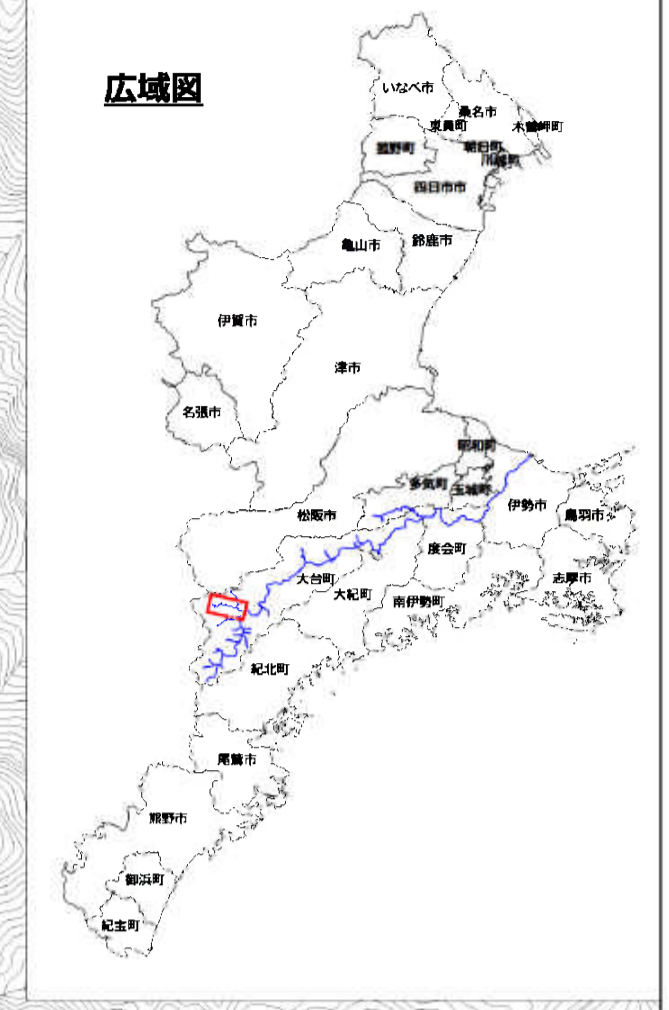 広域図
いなべ市
桑名市
東員町
木曽岬町
菰野町
朝日町
川越町
四日市市
亀山市
鈴鹿市
伊賀市
津市
名張市
明和町
多気町
玉城町
松阪市
伊勢市
鳥羽市
度会町
大台町
大紀町
志摩市
南伊勢町
紀北町
尾鷲市
熊野市
御浜町
紀宝町